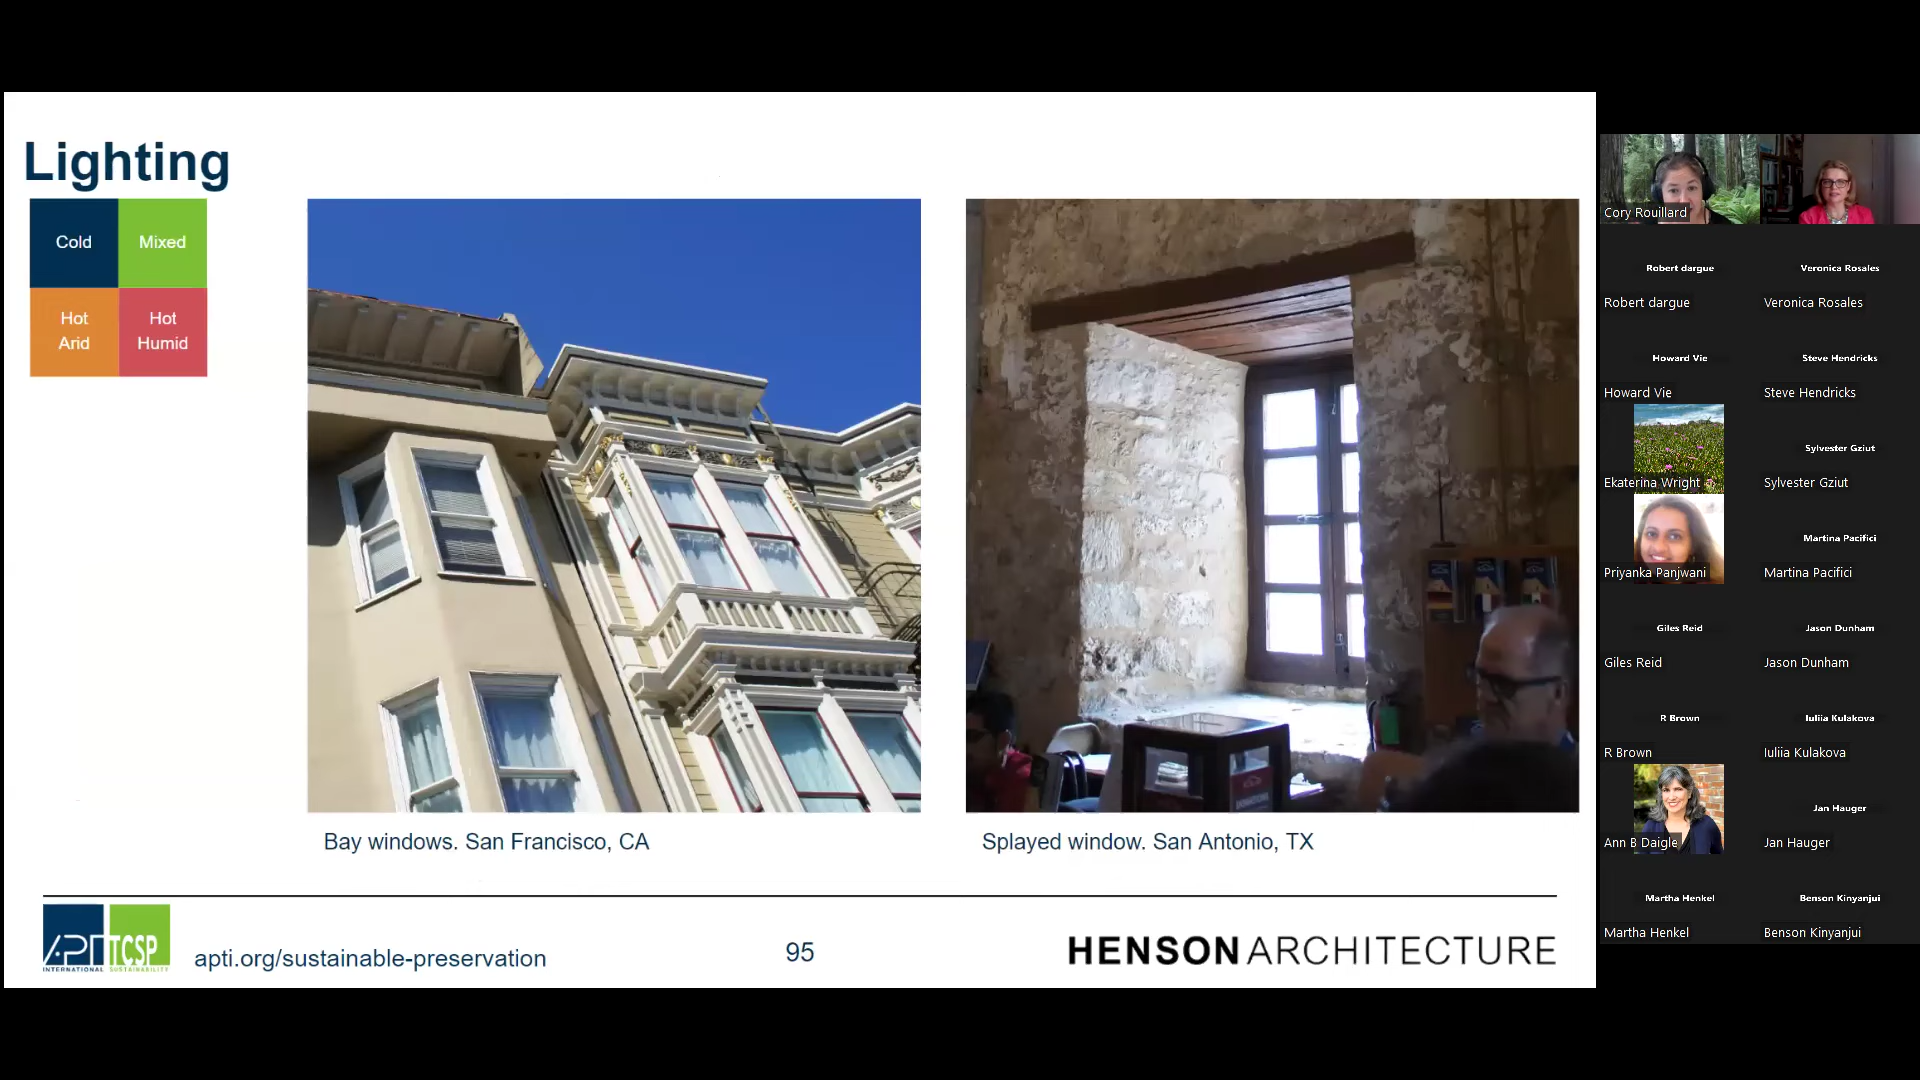 Lighting
Cold
Mixed
Hot
Arid
Hot
Humid
Bay windows. San Francisco, CA
Splayed window. San Antonio, TX
APT TCSP
INTERNATIONAL SUSTAINABILITY
apti.org/sustainable-preservation
95
HENSON ARCHITECTURE
Cory Rouillard
Robert dargue
Veronica Rosales
Robert dargue
Veronica Rosales
Howard Vie
Steve Hendricks
Howard Vie
Steve Hendricks
Sylvester Gziut
Ekaterina Wright
Sylvester Gziut
Martina Pacifici
Priyanka Panjwani
Martina Pacifici
Giles Reid
Jason Dunham
Giles Reid
Jason Dunham
R Brown
Iuliia Kulakova
R Brown
Iuliia Kulakova
Jan Hauger
Ann B Daigle
Jan Hauger
Martha Henkel
Benson Kinyanjui
Martha Henkel
Benson Kinyanjui